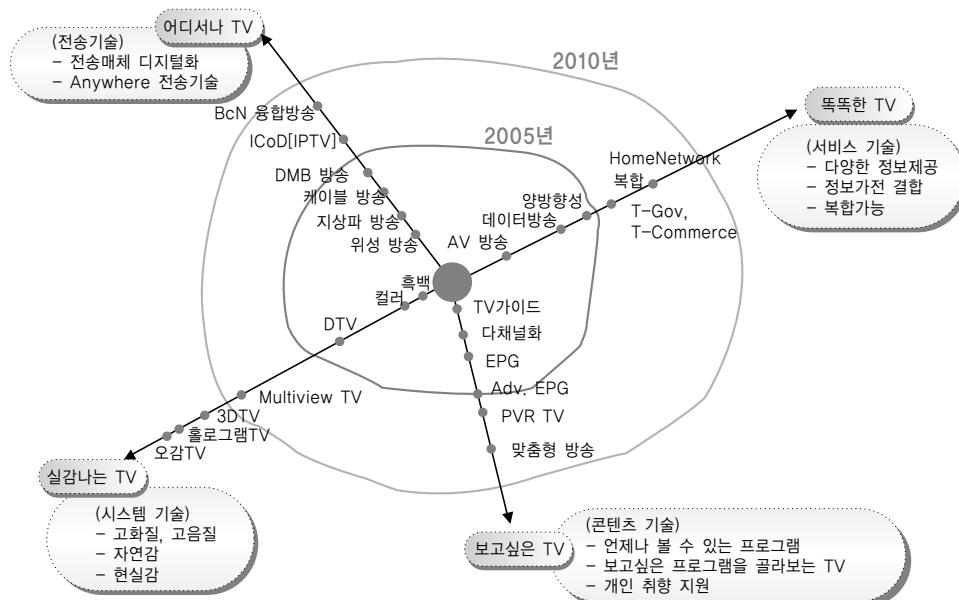 어디서나 TV
(전송기술)
- 전송매체 디지털화
- Anywhere 전송기술
2010년
2005년
똑똑한 TV
(서비스 기술)
- 다양한 정보제공
- 정보가전 결합
- 복합가능
BcN 융합방송
ICoD[IPTV]
DMB 방송
케이블 방송
지상파 방송
위성 방송
HomeNetwork
복합
양방향성
T-Gov,
T-Commerce
데이터방송
AV 방송
흑백
컬러
DTV
Multiview TV
3DTV
홀로그램TV
오감TV
TV가이드
다채널화
EPG
Adv. EPG
PVR TV
맞춤형 방송
실감나는 TV
(시스템 기술)
- 고화질, 고음질
- 자연감
- 현실감
보고싶은 TV
(콘텐츠 기술)
- 언제나 볼 수 있는 프로그램
- 보고싶은 프로그램을 골라보는 TV
- 개인 취향 지원